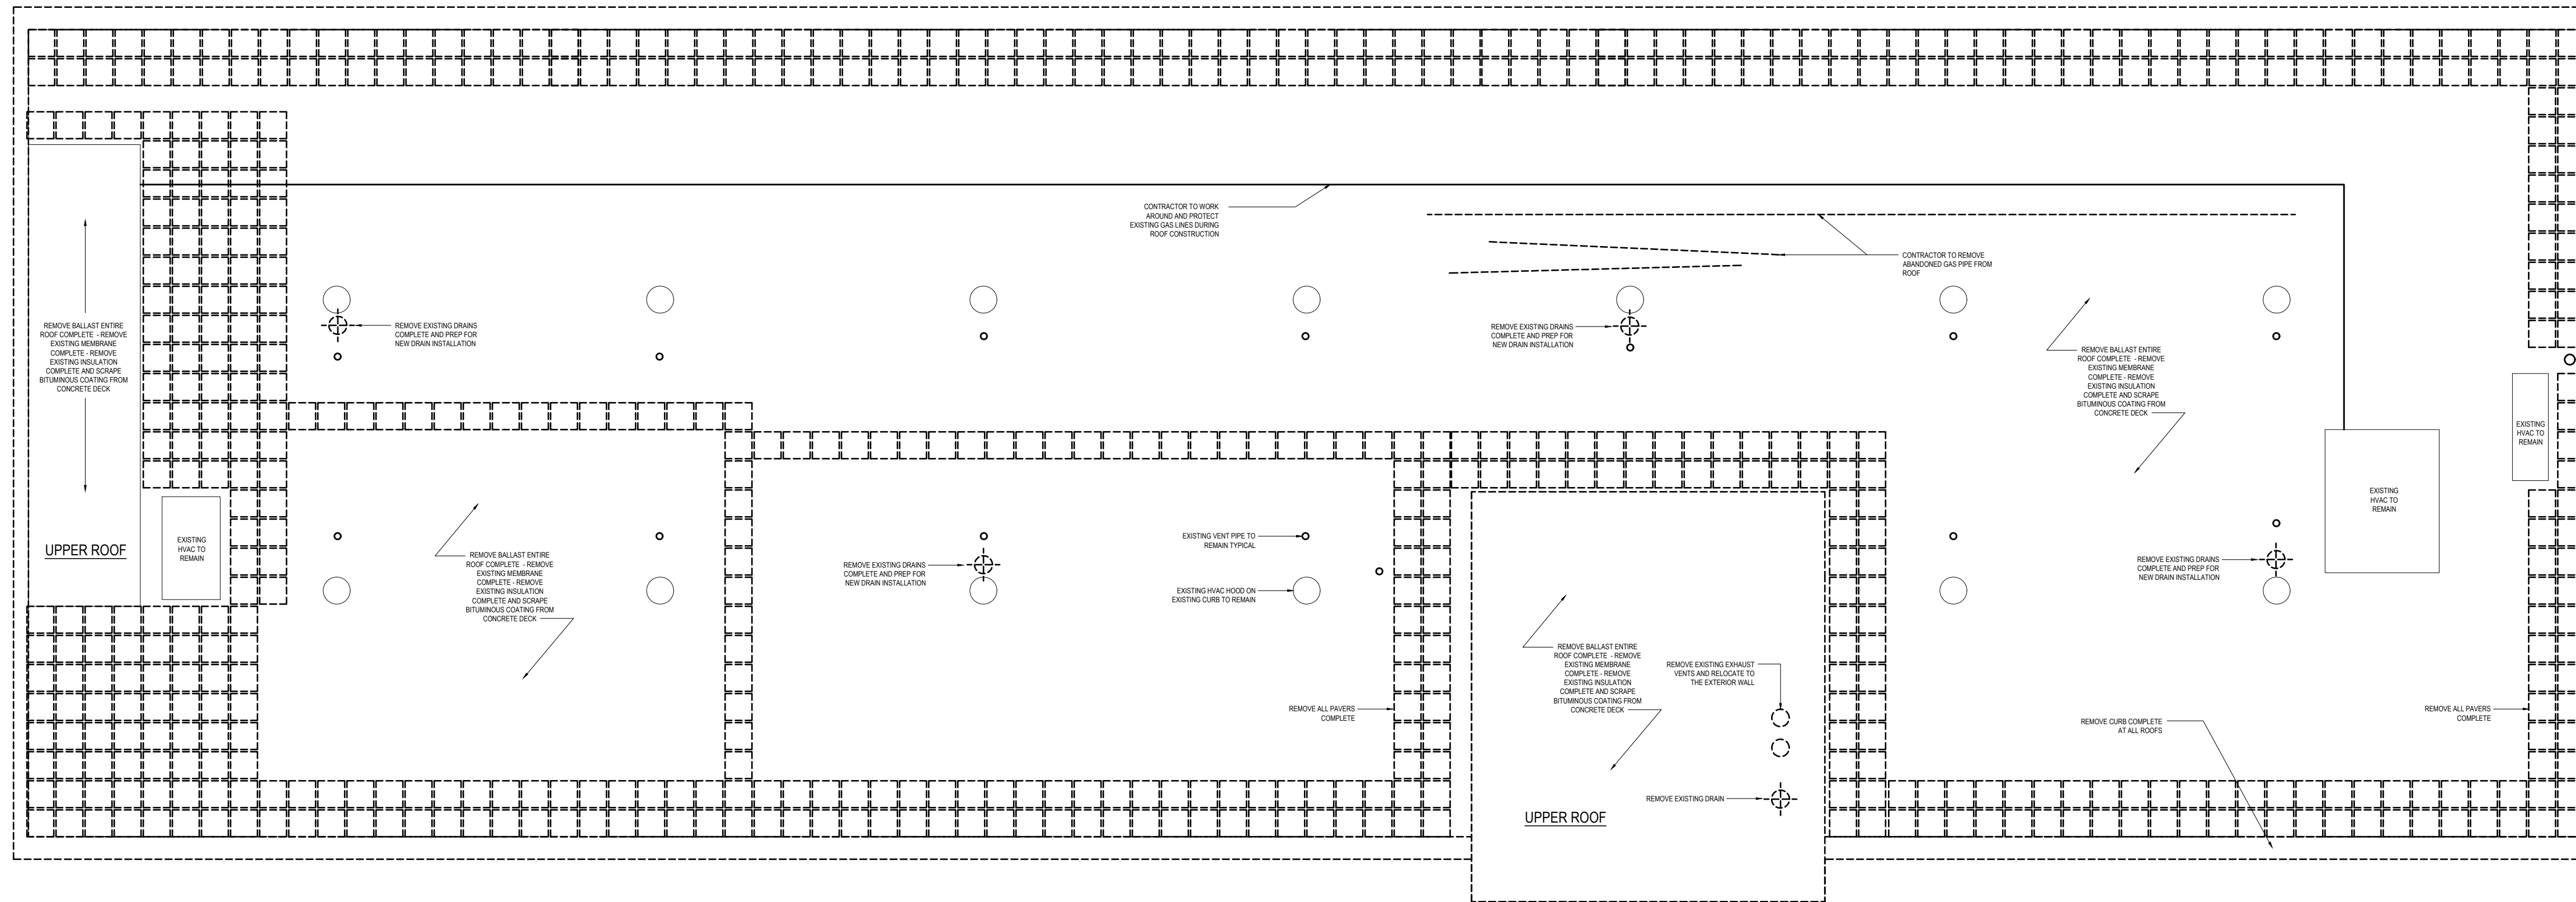 CONTRACTOR TO WORK
AROUND AND PROTECT
EXISTING GAS LINES DURING
ROOF CONSTRUCTION
CONTRACTOR TO REMOVE
ABANDONED GAS PIPE FROM
ROOF
REMOVE BALLAST ENTIRE
ROOF COMPLETE - REMOVE
EXISTING MEMBRANE
COMPLETE - REMOVE
EXISTING INSULATION
COMPLETE AND SCRAPE
BITUMINOUS COATING FROM
CONCRETE DECK
REMOVE EXISTING DRAINS
COMPLETE AND PREP FOR
NEW DRAIN INSTALLATION
REMOVE EXISTING DRAINS
COMPLETE AND PREP FOR
NEW DRAIN INSTALLATION
REMOVE BALLAST ENTIRE
ROOF COMPLETE - REMOVE
EXISTING MEMBRANE
COMPLETE - REMOVE
EXISTING INSULATION
COMPLETE AND SCRAPE
BITUMINOUS COATING FROM
CONCRETE DECK
EXISTING
HVAC TO
REMAIN
EXISTING
HVAC TO
REMAIN
UPPER ROOF
EXISTING
HVAC TO
REMAIN
REMOVE BALLAST ENTIRE
ROOF COMPLETE - REMOVE
EXISTING MEMBRANE
COMPLETE - REMOVE
EXISTING INSULATION
COMPLETE AND SCRAPE
BITUMINOUS COATING FROM
CONCRETE DECK
REMOVE EXISTING DRAINS
COMPLETE AND PREP FOR
NEW DRAIN INSTALLATION
EXISTING VENT PIPE TO
REMAIN TYPICAL
EXISTING HVAC HOOD ON
EXISTING CURB TO REMAIN
REMOVE EXISTING DRAINS
COMPLETE AND PREP FOR
NEW DRAIN INSTALLATION
REMOVE BALLAST ENTIRE
ROOF COMPLETE - REMOVE
EXISTING MEMBRANE
COMPLETE - REMOVE
EXISTING INSULATION
COMPLETE AND SCRAPE
BITUMINOUS COATING FROM
CONCRETE DECK
REMOVE EXISTING EXHAUST
VENTS AND RELOCATE TO
THE EXTERIOR WALL
REMOVE ALL PAVERS
COMPLETE
REMOVE CURB COMPLETE
AT ALL ROOFS
REMOVE ALL PAVERS
COMPLETE
REMOVE EXISTING DRAIN
UPPER ROOF